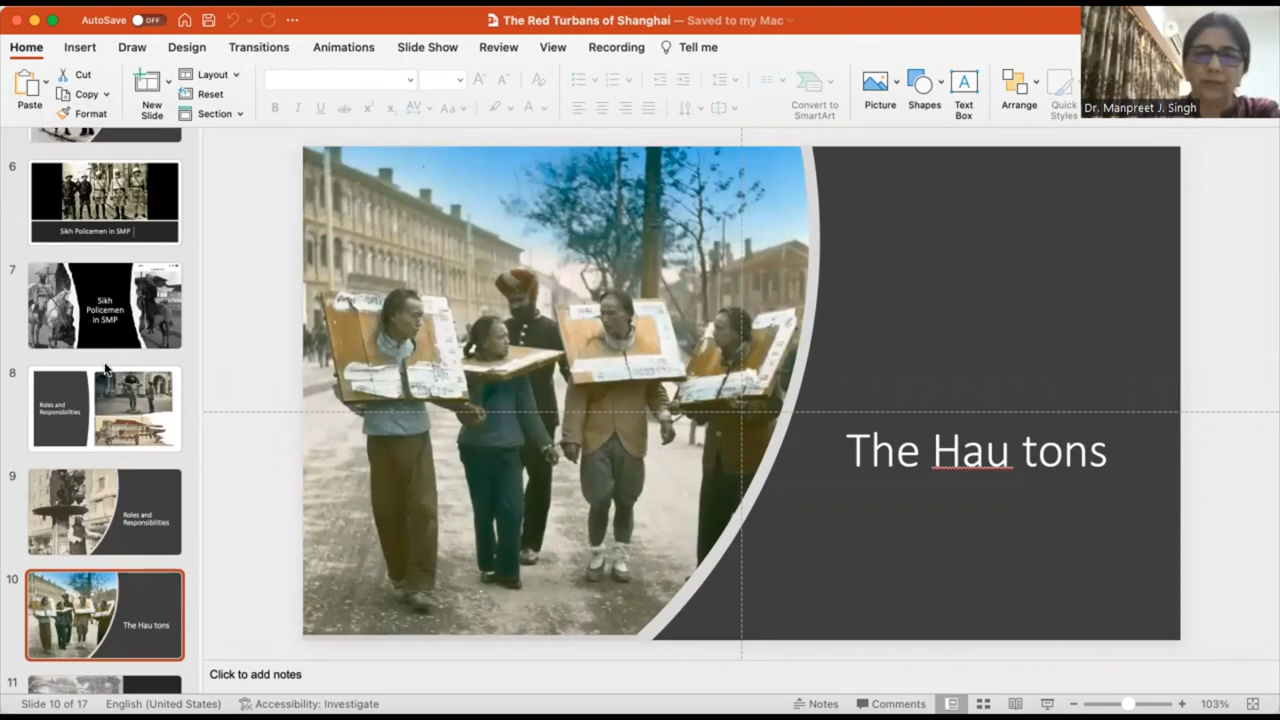 AutoSave OFF
The Red Turbans of Shanghai — Saved to my Mac
Home Insert Draw Design Transitions Animations Slide Show Review View Recording Tell me
Paste
Cut
Copy
Format
New
Slide
Layout
Reset
Section
Convert to
SmartArt
Picture
Shapes
Text
Box
Arrange
Quick
Styles
Dr. Manpreet J. Singh
6
Sikh Policemen in SMP
7
Sikh
Policemen
in SMP
8
Roles and
Responsibilities
9
Roles and
Responsibilities
10
The Hau tons
11
The Hau tons
Click to add notes
Slide 10 of 17 English (United States) Accessibility: Investigate Notes Comments 103%